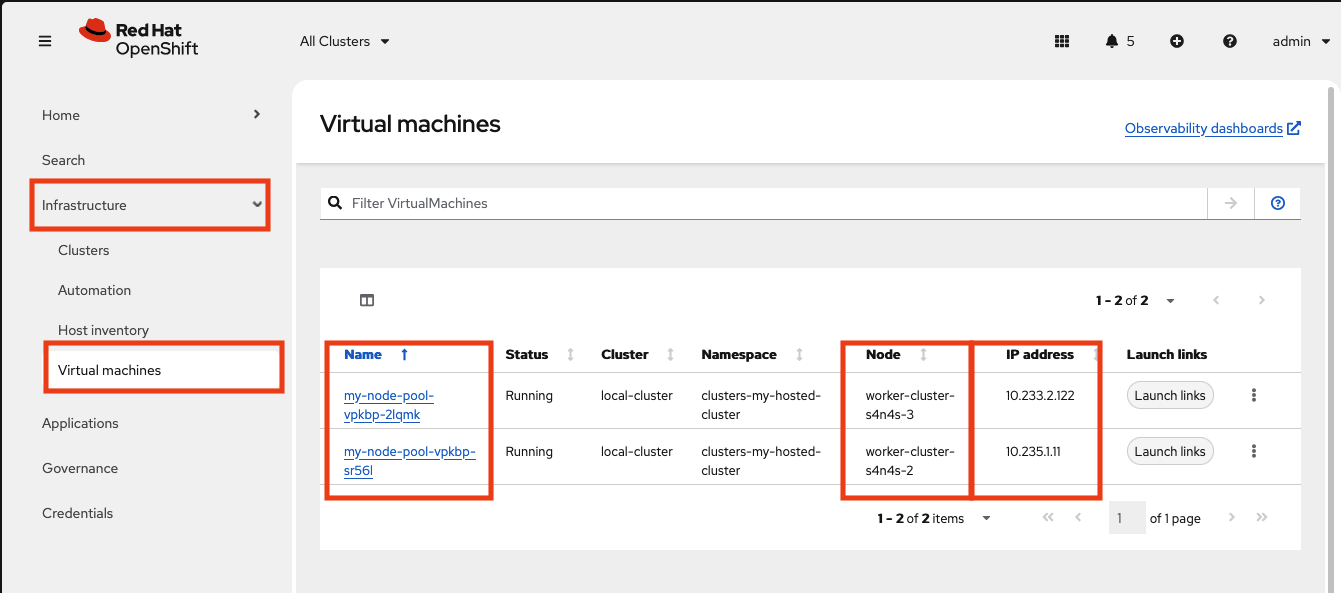 Red Hat
OpenShift
All Clusters
5
admin
Home
Search
Infrastructure
Clusters
Automation
Host inventory
Virtual machines
Applications
Governance
Credentials
Virtual machines
Observability dashboards
Filter VirtualMachines
1 - 2 of 2
Name Status Cluster Namespace Node IP address Launch links
my-node-pool- Running local-cluster clusters-my-hosted- worker-cluster- 10.233.2.122 Launch links
vpkbp-2lqmk cluster s4n4s-3
my-node-pool-vpkbp- Running local-cluster clusters-my-hosted- worker-cluster- 10.235.1.11 Launch links
sr56l cluster s4n4s-2
1 - 2 of 2 items 1 of 1 page